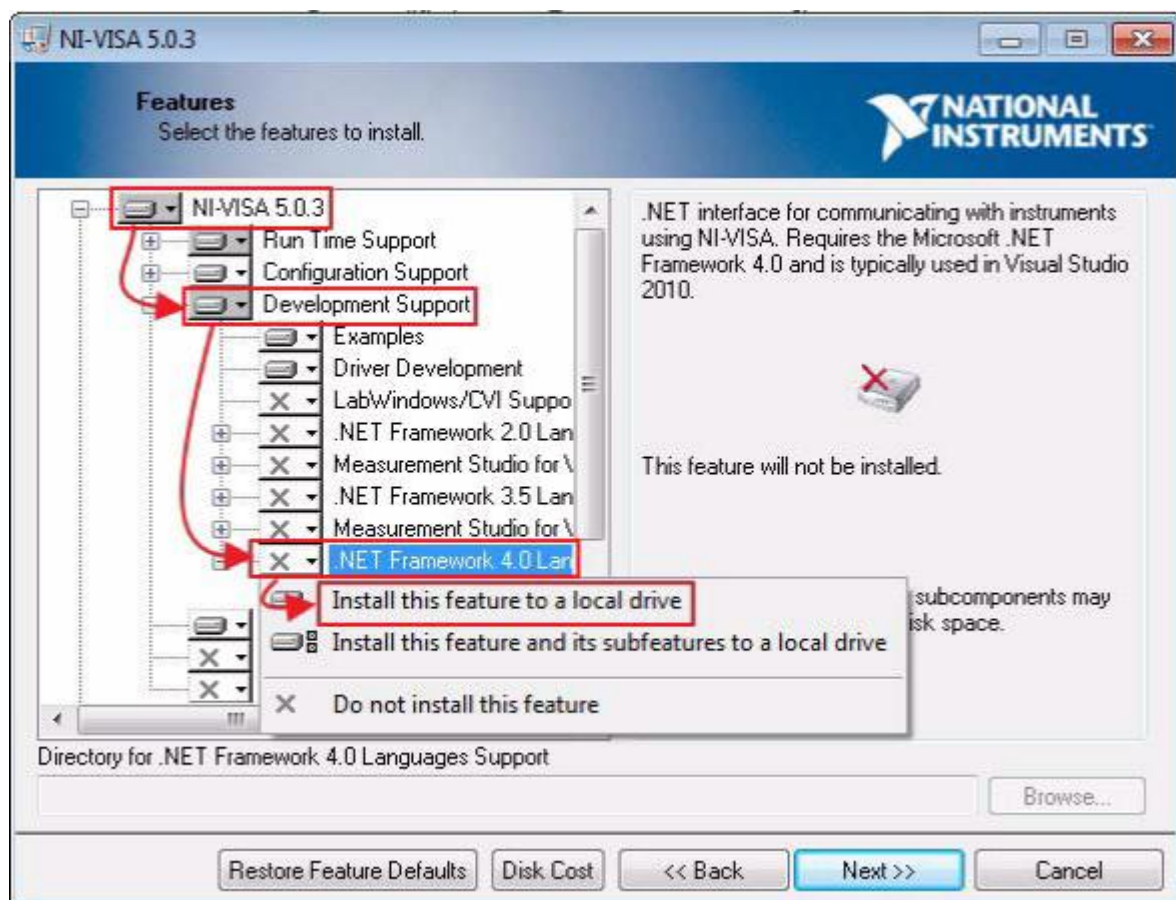 NI-VISA 5.0.3
Features
Select the features to install.
NATIONAL
INSTRUMENTS
NI-VISA 5.0.3
Run Time Support
Configuration Support
Development Support
Examples
Driver Development
LabWindows/CVI Suppo
.NET Framework 2.0 Lan
Measurement Studio for \
.NET Framework 3.5 Lan
Measurement Studio for \
.NET Framework 4.0 Lan
.NET interface for communicating with instruments
using NI-VISA. Requires the Microsoft .NET
Framework 4.0 and is typically used in Visual Studio
2010.
This feature will not be installed.
subcomponents may
isk space.
Install this feature to a local drive
Install this feature and its subfeatures to a local drive
Do not install this feature
Directory for .NET Framework 4.0 Languages Support
Browse...
Restore Feature Defaults
Disk Cost
<< Back
Next >>
Cancel